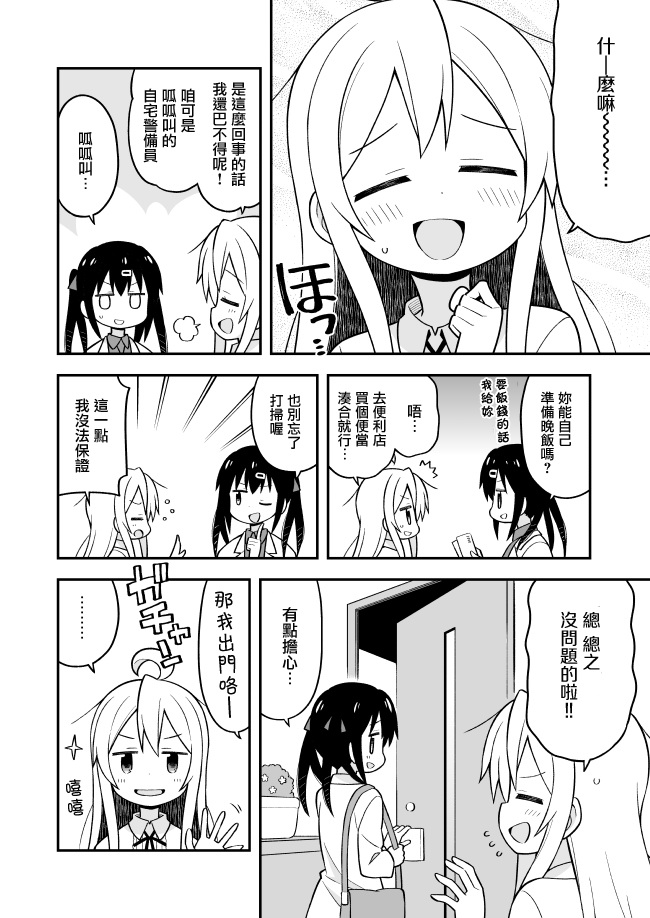 什─麼嘛~~~~~…
ほっ…
是這麼回事的話
我還巴不得呢!
咱可是
呱呱叫的
自宅警備員
呱呱叫…
妳能自己
準備晚飯嗎?
要飯錢的話
我給妳
唔…
去便利店
買個便當
湊合就行…
也別忘了
打掃喔
這一點
我沒法保證
總 總之
沒問題的啦!!
有點擔心…
那我出門咯─
ガチャー
………
嘻嘻